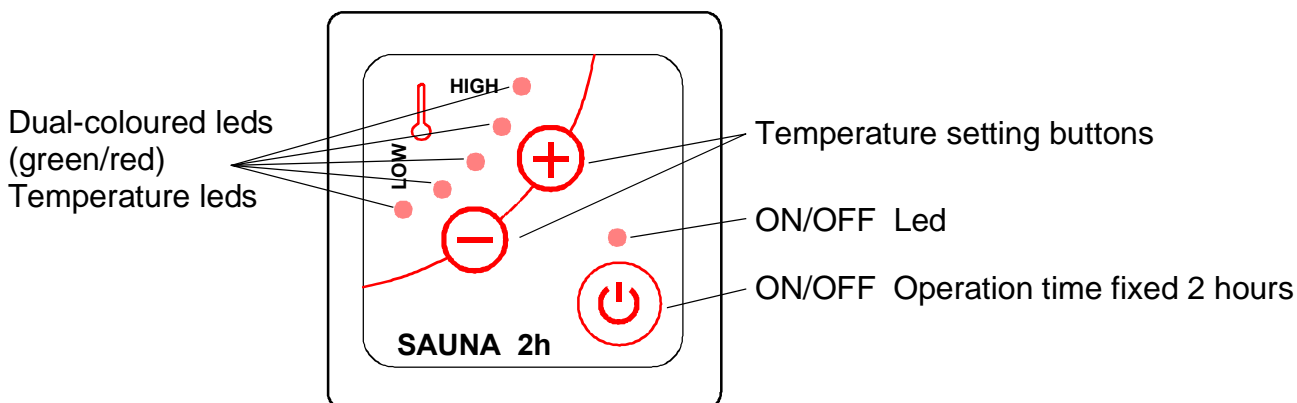 HIGH
LOW
Dual-coloured leds
(green/red)
Temperature leds
Temperature setting buttons
ON/OFF Led
ON/OFF Operation time fixed 2 hours
SAUNA 2h